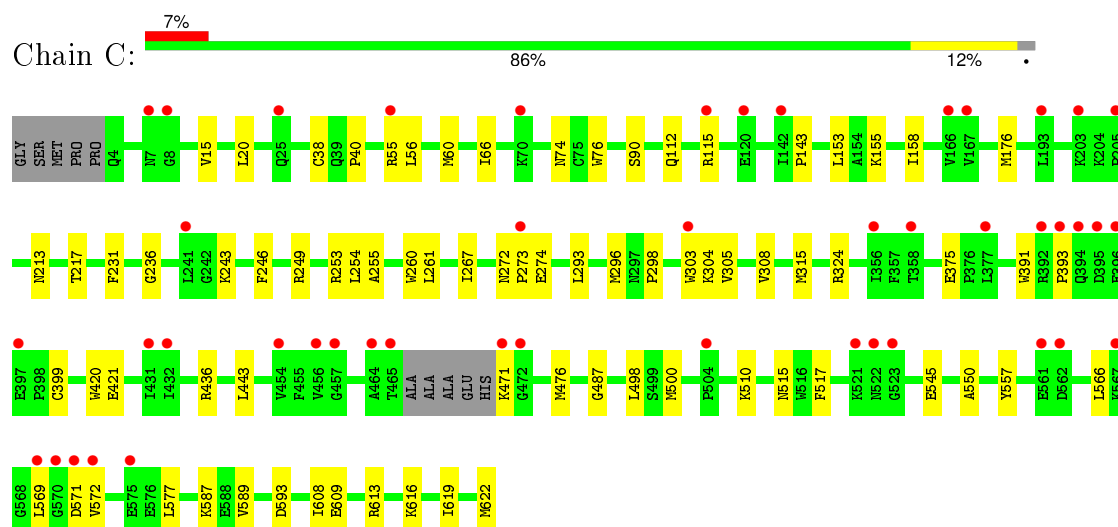 7%
Chain C:
86% 12% •
GLY SER MET PRO PRO Q4 N7 G8 V15 L20 Q25 C38 Q39 P40 R55 L56 M60 I66 K70 N74 C75 W76 S90 Q112 R115 E120 I142 P143 L153 A154 K155 I158 V166 V167 M176 L193 K203 K204
N213 T217 F231 G236 L241 G242 K243 F246 R249 R253 L254 A255 W260 L261 I267 N272 P273 E274 L293 M296 N297 P298 W303 K304 V305 V308 M315 R324 I356 F357 T358 E375 P376 L377 W391 R392 P393 Q394 D395
E397 P398 C399 W420 E421 I431 I432 R436 L443 V454 F455 V456 G457 A464 T465 ALA ALA ALA GLU HIS K471 G472 M476 G487 L498 S499 M500 P504 K510 N515 W516 F517 K521 N522 G523 E545 A550 Y557 E561 D562 L566 K567
G568 L569 G570 D571 V572 E575 E576 L577 K587 E588 V589 D593 I608 E609 R613 K616 I619 M622